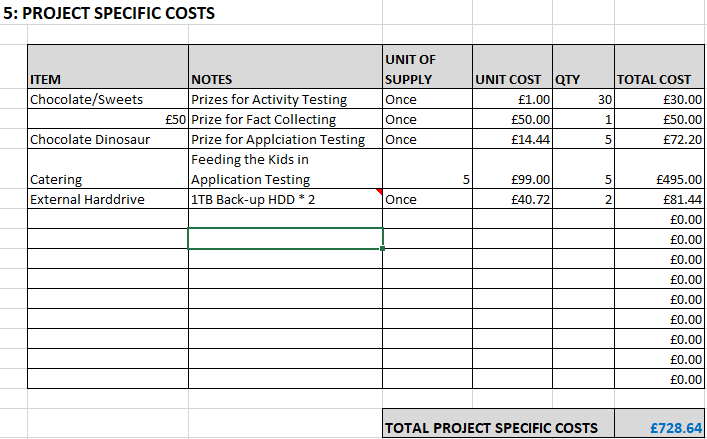 5: PROJECT SPECIFIC COSTS
UNIT OF
ITEM NOTES SUPPLY UNIT COST QTY TOTAL COST
Chocolate/Sweets Prizes for Activity Testing Once £1.00 30 £30.00
£50 Prize for Fact Collecting Once £50.00 1 £50.00
Chocolate Dinosaur Prize for Applciation Testing Once £14.44 5 £72.20
Feeding the Kids in
Catering Application Testing 5 £99.00 5 £495.00
External Harddrive 1TB Back-up HDD * 2 Once £40.72 2 £81.44
£0.00
£0.00
£0.00
£0.00
£0.00
£0.00
£0.00
£0.00
£0.00
TOTAL PROJECT SPECIFIC COSTS £728.64